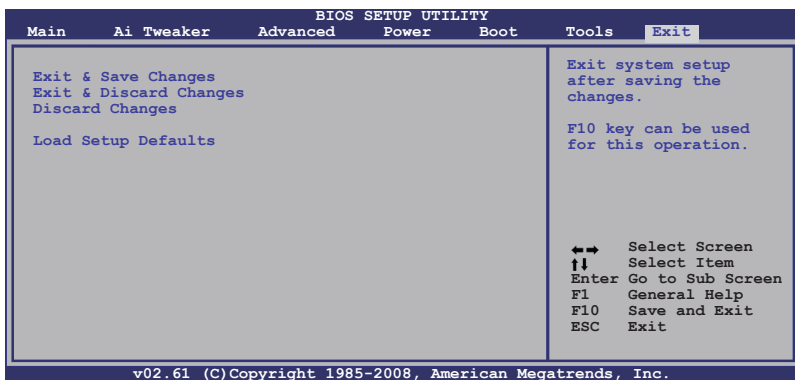 BIOS SETUP UTILITY
Main Ai Tweaker Advanced Power Boot Tools Exit
Exit & Save Changes
Exit & Discard Changes
Discard Changes
Load Setup Defaults
Exit system setup
after saving the
changes.
F10 key can be used
for this operation.
←→ Select Screen
↑↓ Select Item
Enter Go to Sub Screen
F1 General Help
F10 Save and Exit
ESC Exit
v02.61 (C)Copyright 1985-2008, American Megatrends, Inc.